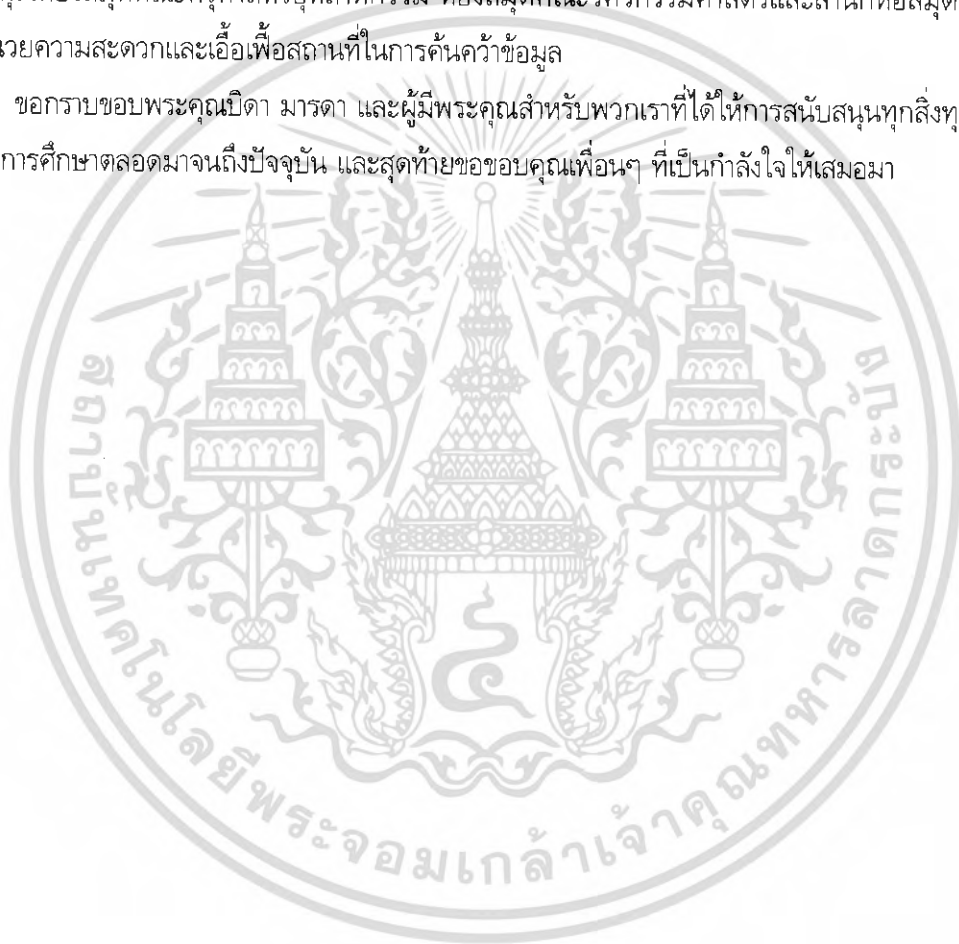 นวยความสะดวกและเอื้อเฟื้อสถานที่ในการค้นคว้าข้อมูล
ขอกราบขอบพระคุณบิดา มารดา และผู้มีพระคุณสำหรับพวกเราที่ได้ให้การสนับสนุนทุกสิ่งทุ
การศึกษาตลอดมาจนถึงปัจจุบัน และสุดท้ายขอขอบคุณเพื่อนๆ ที่เป็นกำลังใจให้เสมอมา
สถาบันเทคโนโลยีพระจอมเกล้าเจ้าคุณทหารลาดกระบัง
๔